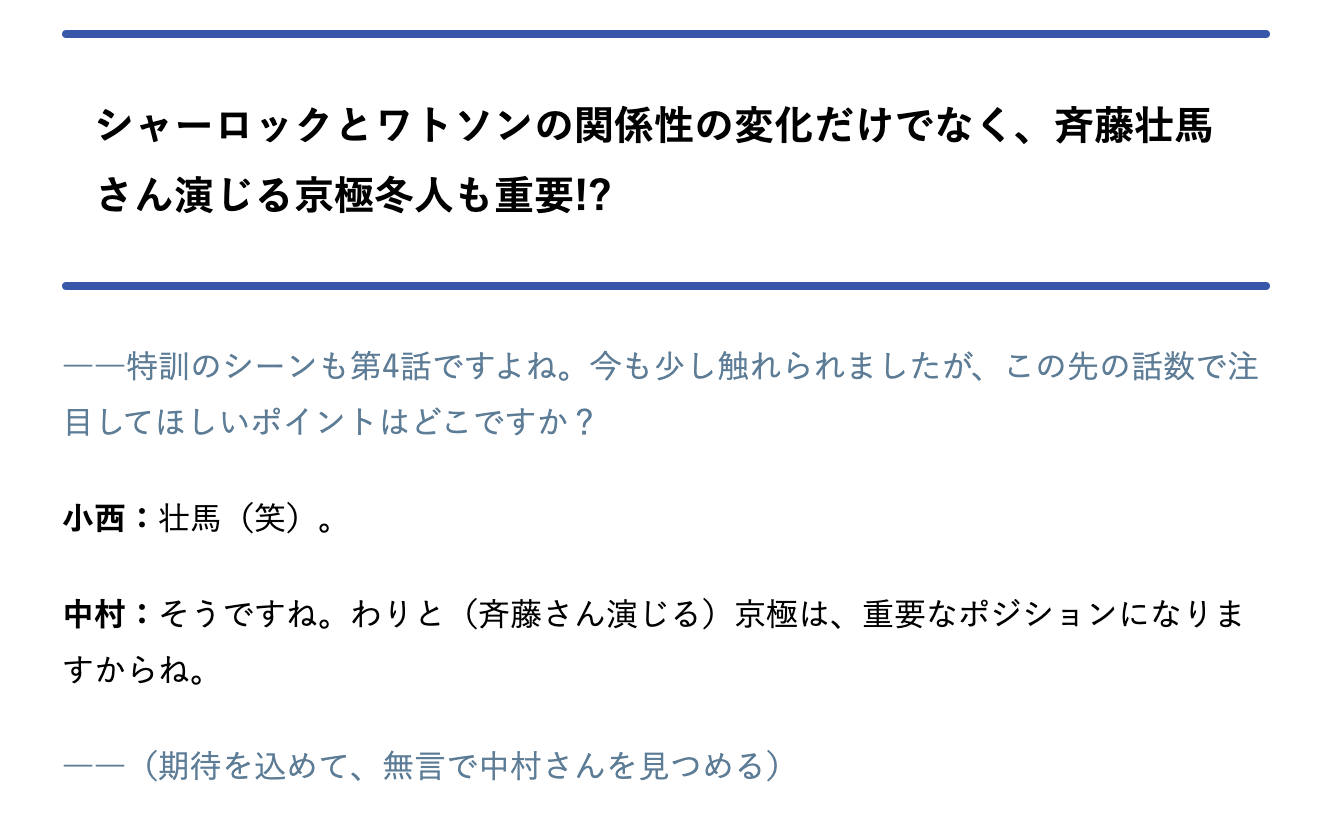 シャーロックとワトソンの関係性の変化だけでなく、斉藤壮馬
さん演じる京極冬人も重要!?
――特訓のシーンも第4話ですよね。今も少し触れられましたが、この先の話数で注
目してほしいポイントはどこですか？
小西：壮馬（笑）。
中村：そうですね。わりと（斉藤さん演じる）京極は、重要なポジションになりま
すからね。
――（期待を込めて、無言で中村さんを見つめる）